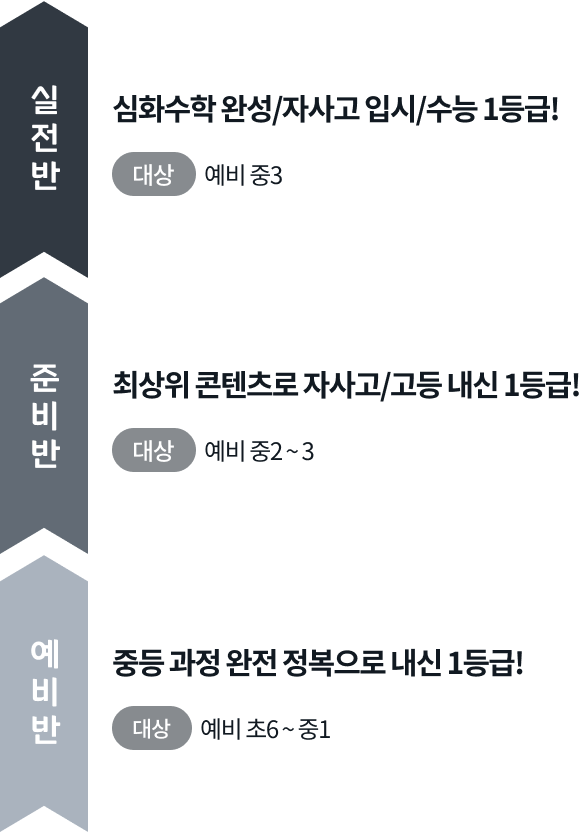 실전반
심화수학 완성/자사고 입시/수능 1등급!
대상 예비 중3
준비반
최상위 콘텐츠로 자사고/고등 내신 1등급!
대상 예비 중2 ~ 3
예비반
중등 과정 완전 정복으로 내신 1등급!
대상 예비 초6 ~ 중1